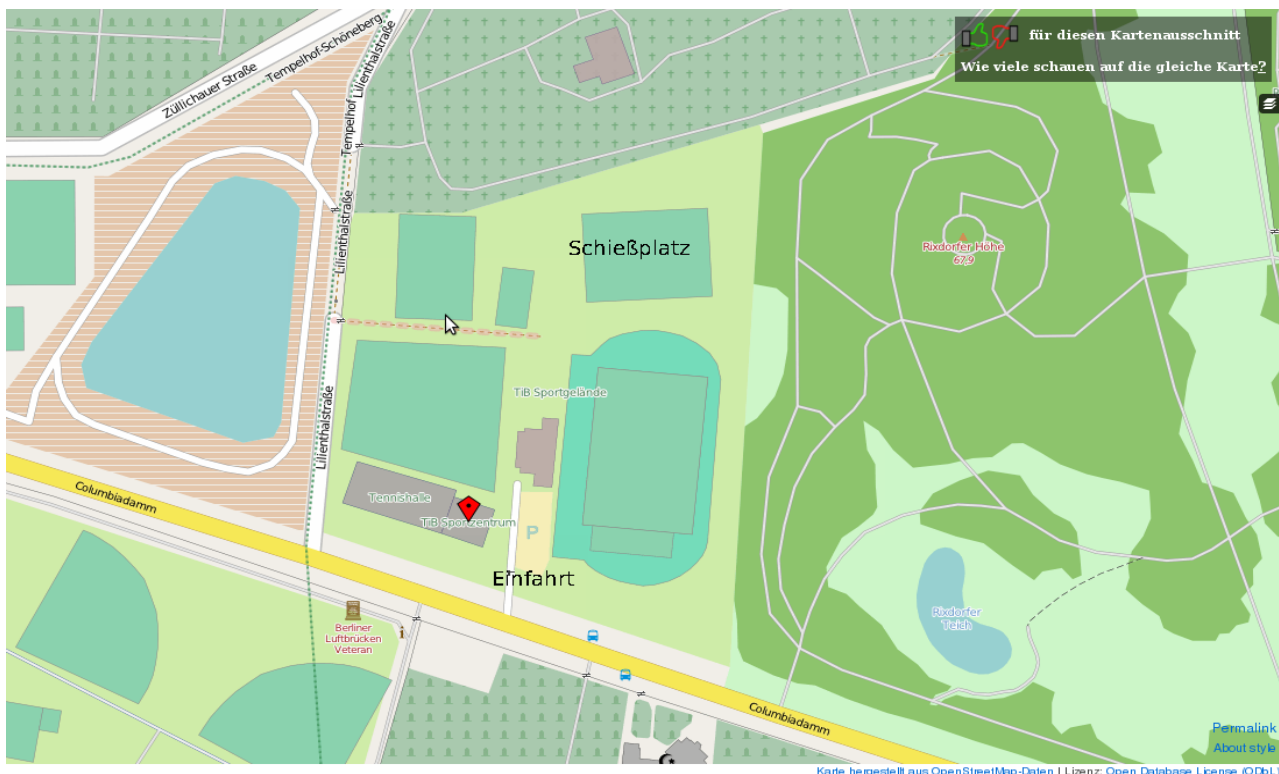 für diesen Kartenausschnitt
Wie viele schauen auf die gleiche Karte?
Züllichauer Straße
Tempelhof-Schöneberg
Lilienthalstraße
Tempelhof
Lilienthalstraße
Lilienthalstraße
Schießplatz
Rixdorfer Höhe
67,9
TiB Sportgelände
Columbiadamm
Tennishalle
TiB Sportzentrum
P
Einfahrt
Berliner
Luftbrücken
Veteran
i
Rixdorfer
Teich
Columbiadamm
Permalink
About style
Karte hergestellt aus OpenStreetMap-Daten | Lizenz: Open Database License (ODbL)